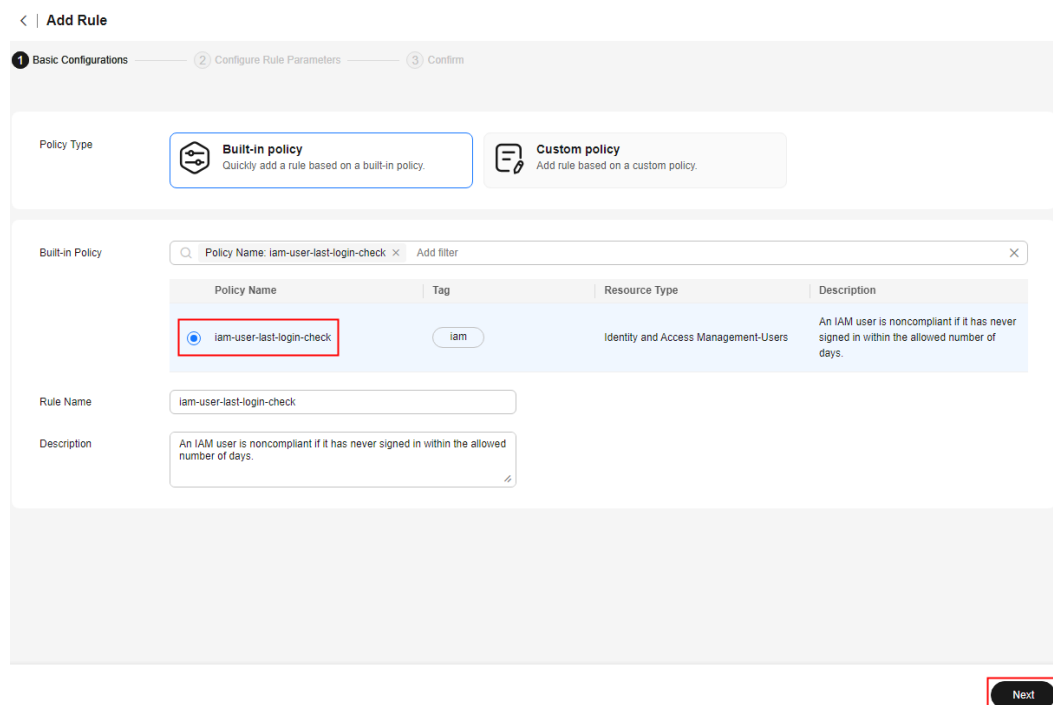 Add Rule
1 Basic Configurations 2 Configure Rule Parameters 3 Confirm
Policy Type
Built-in policy
Quickly add a rule based on a built-in policy.
Custom policy
Add rule based on a custom policy.
Built-in Policy
Policy Name: iam-user-last-login-check × Add filter
Policy Name Tag Resource Type Description
iam-user-last-login-check iam Identity and Access Management-Users
An IAM user is noncompliant if it has never
signed in within the allowed number of
days.
Rule Name
iam-user-last-login-check
Description
An IAM user is noncompliant if it has never signed in within the allowed
number of days.
Next